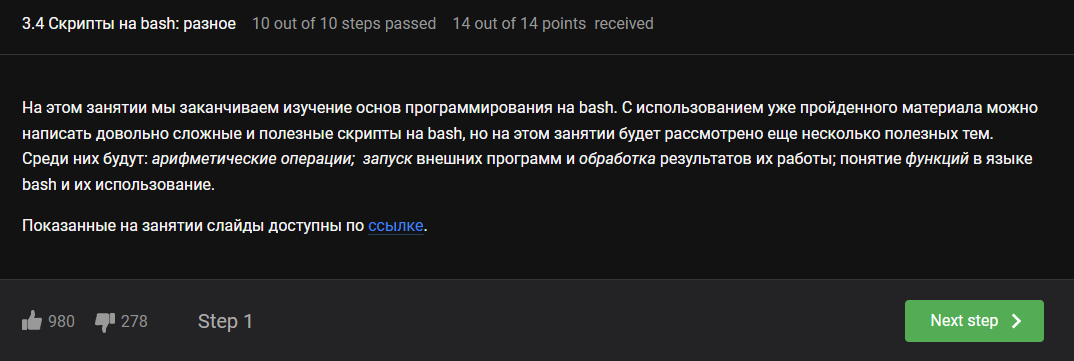 3.4 Скрипты на bash: разное 10 out of 10 steps passed 14 out of 14 points received
На этом занятии мы заканчиваем изучение основ программирования на bash. С использованием уже пройденного материала можно
написать довольно сложные и полезные скрипты на bash, но на этом занятии будет рассмотрено еще несколько полезных тем.
Среди них будут: арифметические операции; запуск внешних программ и обработка результатов их работы; понятие функций в языке
bash и их использование.
Показанные на занятии слайды доступны по ссылке.
980 278 Step 1 Next step